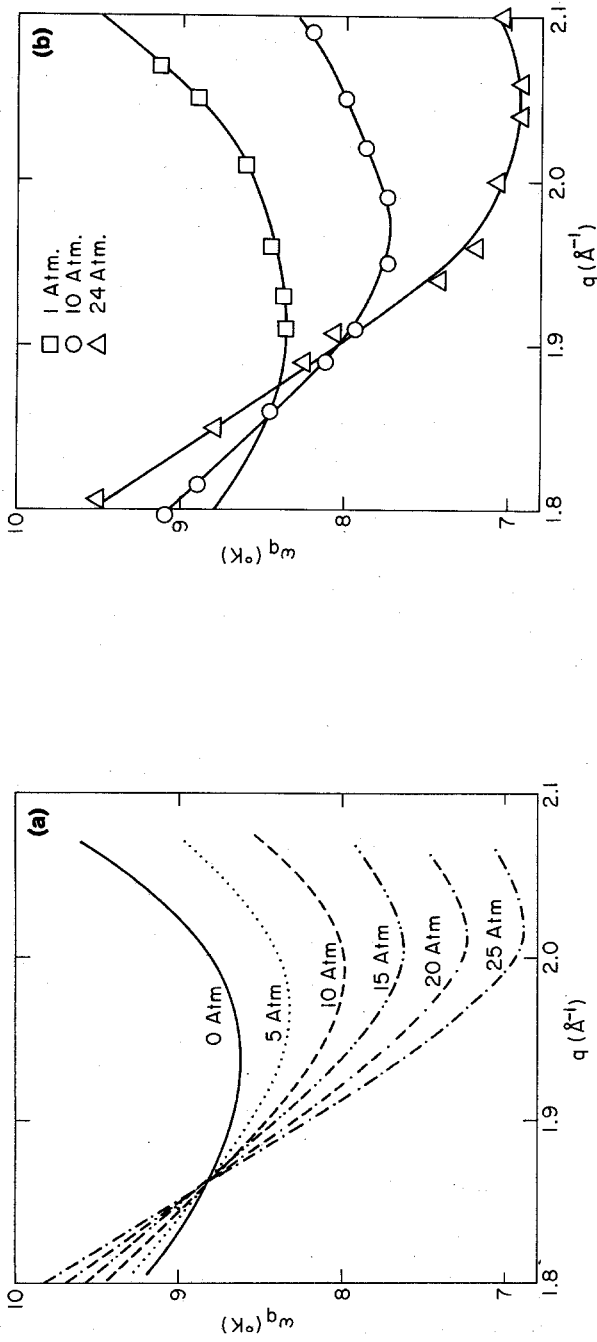 (a)
10
9
8
7
ωq (°K)
0 Atm
5 Atm
10 Atm
15 Atm
20 Atm
25 Atm
1.8
1.9
2.0
2.1
q (Å⁻¹)
(b)
10
9
8
7
ωq (°K)
□ 1 Atm.
○ 10 Atm.
△ 24 Atm.
1.8
1.9
2.0
2.1
q (Å⁻¹)